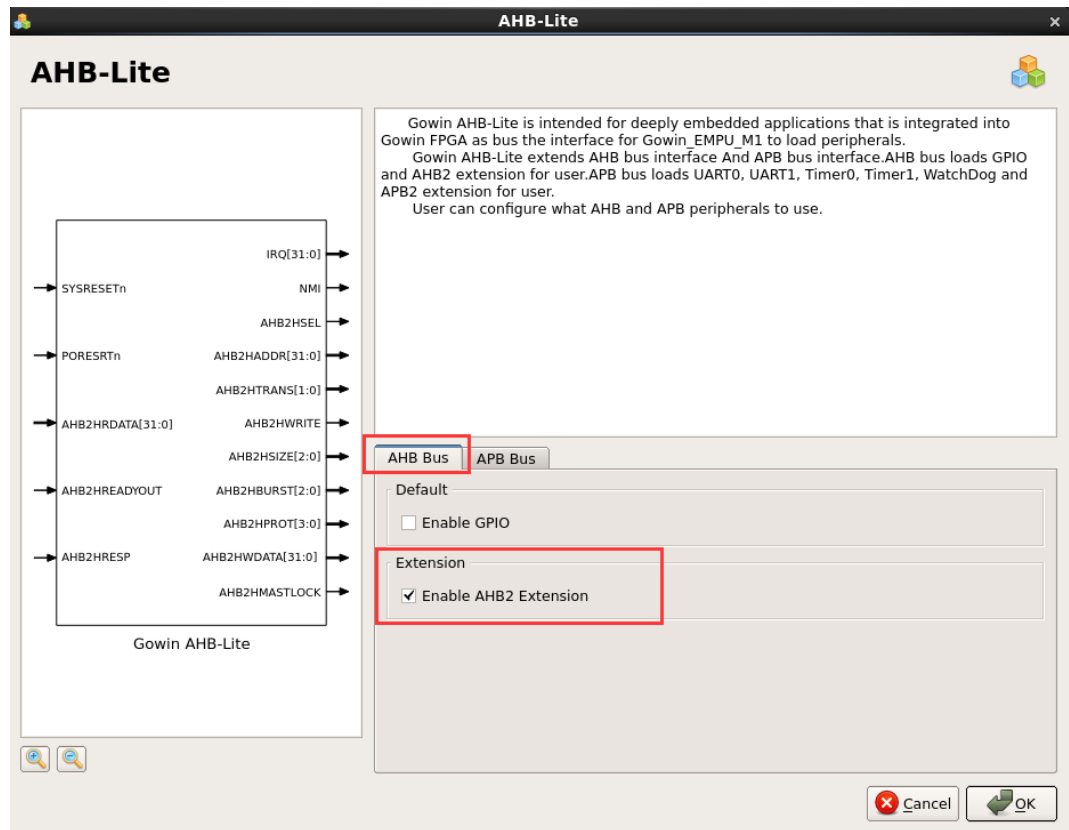 AHB-Lite
AHB-Lite
Gowin AHB-Lite is intended for deeply embedded applications that is integrated into
Gowin FPGA as bus the interface for Gowin_EMPU_M1 to load peripherals.
Gowin AHB-Lite extends AHB bus interface And APB bus interface.AHB bus loads GPIO
and AHB2 extension for user.APB bus loads UART0, UART1, Timer0, Timer1, WatchDog and
APB2 extension for user.
User can configure what AHB and APB peripherals to use.
IRQ[31:0]
SYSRESETn NMI
AHB2HSEL
PORESRTn AHB2HADDR[31:0]
AHB2HTRANS[1:0]
AHB2HRDATA[31:0] AHB2HWRITE
AHB2HSIZE[2:0]
AHB2HREADYOUT AHB2HBURST[2:0]
AHB2HPROT[3:0]
AHB2HRESP AHB2HWDATA[31:0]
AHB2HMASTLOCK
Gowin AHB-Lite
AHB Bus APB Bus
Default
Enable GPIO
Extension
Enable AHB2 Extension
Cancel OK